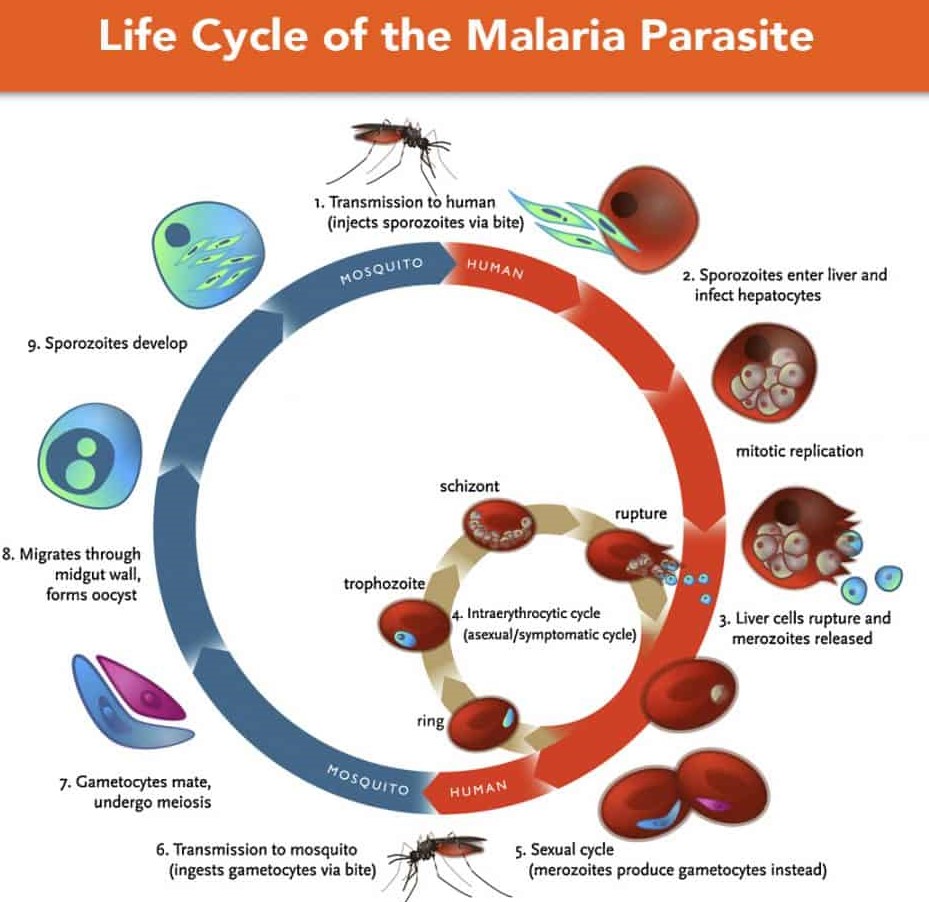 Life Cycle of the Malaria Parasite
1. Transmission to human
(injects sporozoites via bite)
MOSQUITO
HUMAN
2. Sporozoites enter liver and
infect hepatocytes
mitotic replication
3. Liver cells rupture and
merozoites released
schizont
rupture
trophozoite
4. Intraerythrocytic cycle
(asexual/symptomatic cycle)
ring
5. Sexual cycle
(merozoites produce gametocytes instead)
HUMAN
MOSQUITO
6. Transmission to mosquito
(ingests gametocytes via bite)
7. Gametocytes mate,
undergo meiosis
8. Migrates through
midgut wall,
forms oocyst
9. Sporozoites develop